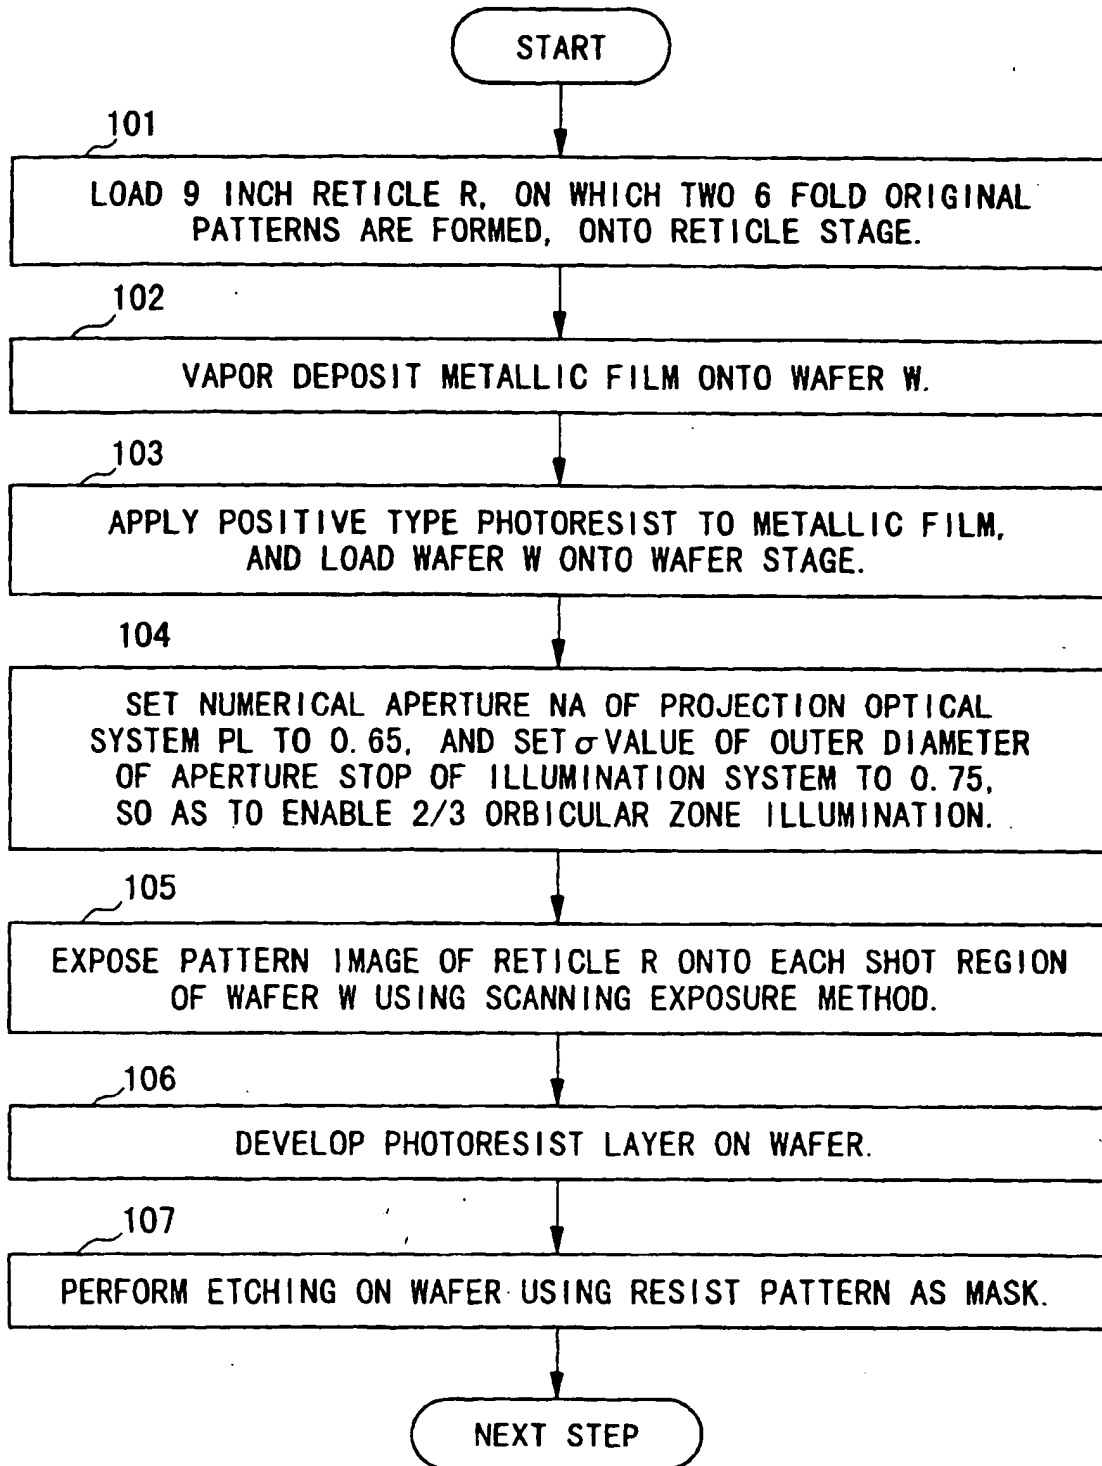 START
101
LOAD 9 INCH RETICLE R, ON WHICH TWO 6 FOLD ORIGINAL
PATTERNS ARE FORMED, ONTO RETICLE STAGE.
102
VAPOR DEPOSIT METALLIC FILM ONTO WAFER W.
103
APPLY POSITIVE TYPE PHOTORESIST TO METALLIC FILM,
AND LOAD WAFER W ONTO WAFER STAGE.
104
SET NUMERICAL APERTURE NA OF PROJECTION OPTICAL
SYSTEM PL TO 0.65, AND SET σ VALUE OF OUTER DIAMETER
OF APERTURE STOP OF ILLUMINATION SYSTEM TO 0.75,
SO AS TO ENABLE 2/3 ORBICULAR ZONE ILLUMINATION.
105
EXPOSE PATTERN IMAGE OF RETICLE R ONTO EACH SHOT REGION
OF WAFER W USING SCANNING EXPOSURE METHOD.
106
DEVELOP PHOTORESIST LAYER ON WAFER.
107
PERFORM ETCHING ON WAFER USING RESIST PATTERN AS MASK.
NEXT STEP